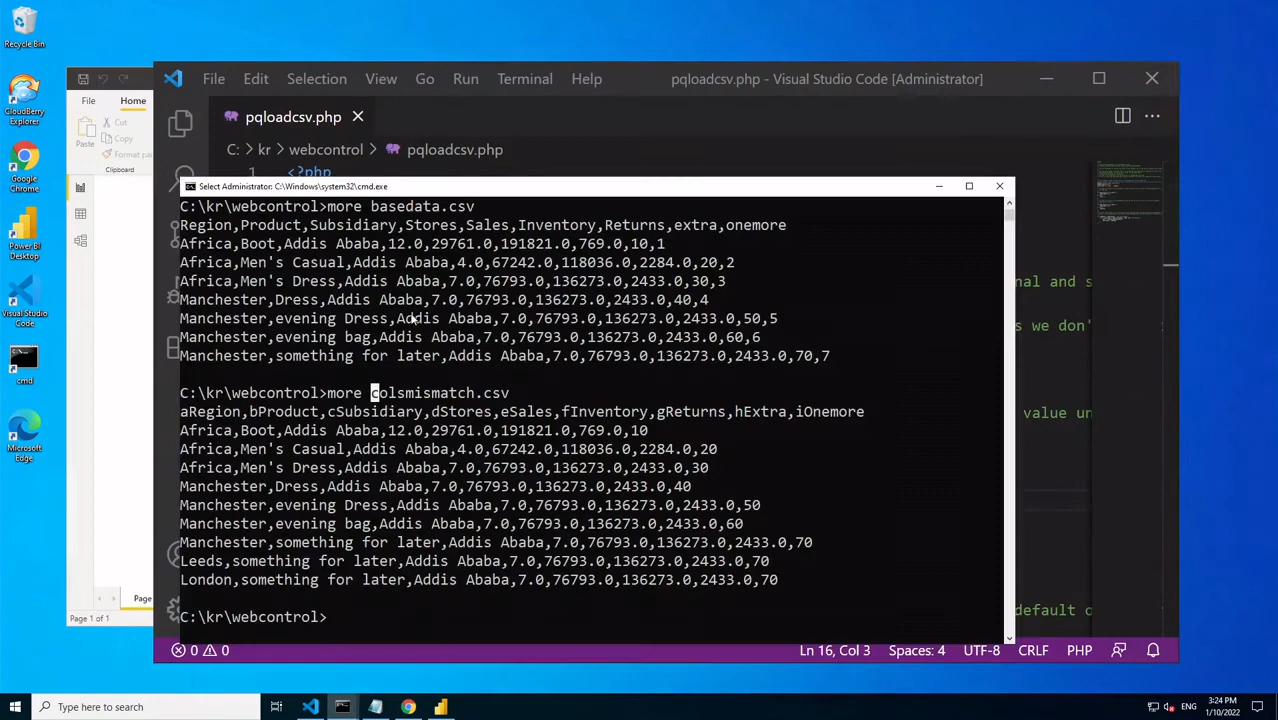 Recycle Bin
CloudBerry Explorer
Google Chrome
Power BI Desktop
Visual Studio Code
cmd
Microsoft Edge
File
Home
Paste
Cut
Copy
Format pai
Clipboard
Page
Page 1 of 1
File Edit Selection View Go Run Terminal Help
pqloadcsv.php - Visual Studio Code [Administrator]
pqloadcsv.php
C: > kr > webcontrol > pqloadcsv.php
1 <?php
Select Administrator: C:\Windows\system32\cmd.exe
C:\kr\webcontrol>more basedata.csv
Region,Product,Subsidiary,Stores,Sales,Inventory,Returns,extra,onemore
Africa,Boot,Addis Ababa,12.0,29761.0,191821.0,769.0,10,1
Africa,Men's Casual,Addis Ababa,4.0,67242.0,118036.0,2284.0,20,2
Africa,Men's Dress,Addis Ababa,7.0,76793.0,136273.0,2433.0,30,3
Manchester,Dress,Addis Ababa,7.0,76793.0,136273.0,2433.0,40,4
Manchester,evening Dress,Addis Ababa,7.0,76793.0,136273.0,2433.0,50,5
Manchester,evening bag,Addis Ababa,7.0,76793.0,136273.0,2433.0,60,6
Manchester,something for later,Addis Ababa,7.0,76793.0,136273.0,2433.0,70,7
C:\kr\webcontrol>more colsmismatch.csv
aRegion,bProduct,cSubsidiary,dStores,eSales,fInventory,gReturns,hExtra,iOnemore
Africa,Boot,Addis Ababa,12.0,29761.0,191821.0,769.0,10
Africa,Men's Casual,Addis Ababa,4.0,67242.0,118036.0,2284.0,20
Africa,Men's Dress,Addis Ababa,7.0,76793.0,136273.0,2433.0,30
Manchester,Dress,Addis Ababa,7.0,76793.0,136273.0,2433.0,40
Manchester,evening Dress,Addis Ababa,7.0,76793.0,136273.0,2433.0,50
Manchester,evening bag,Addis Ababa,7.0,76793.0,136273.0,2433.0,60
Manchester,something for later,Addis Ababa,7.0,76793.0,136273.0,2433.0,70
Leeds,something for later,Addis Ababa,7.0,76793.0,136273.0,2433.0,70
London,something for later,Addis Ababa,7.0,76793.0,136273.0,2433.0,70
C:\kr\webcontrol>
nal and s
s we don'
value un
default c
0 0
Ln 16, Col 3 Spaces: 4 UTF-8 CRLF PHP
Type here to search
ENG
3:24 PM
1/10/2022